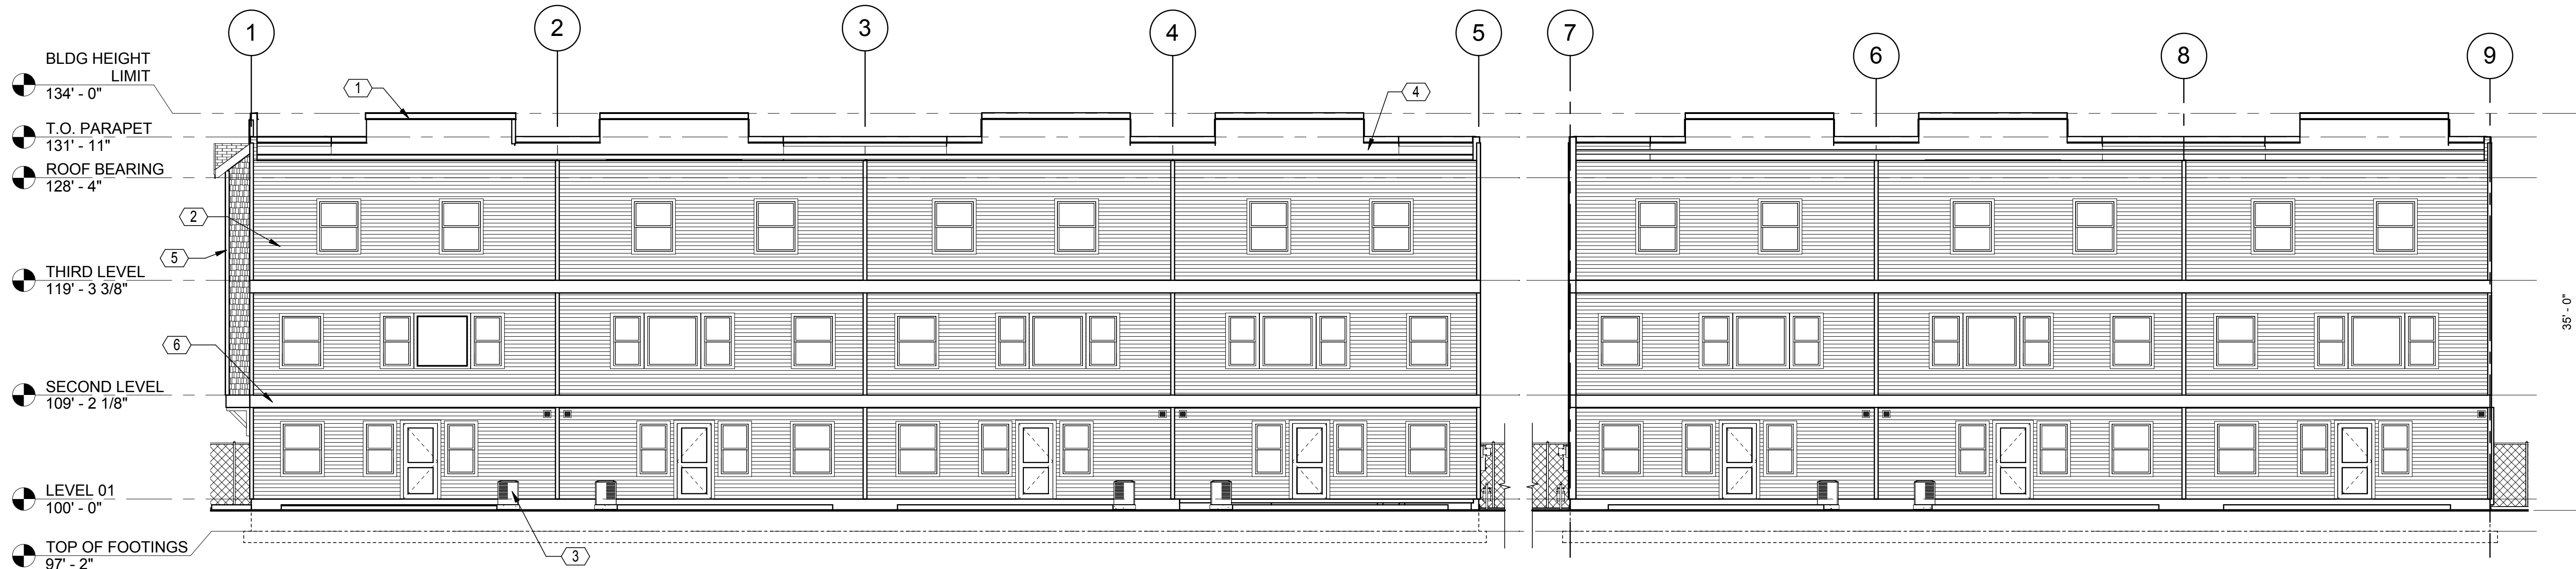 1
2
3
4
5
7
6
8
9
BLDG HEIGHT
LIMIT
134' - 0"
1
4
T.O. PARAPET
131' - 11"
ROOF BEARING
128' - 4"
2
5
THIRD LEVEL
119' - 3 3/8"
35' - 0"
6
SECOND LEVEL
109' - 2 1/8"
LEVEL 01
100' - 0"
TOP OF FOOTINGS
97' - 2"
3